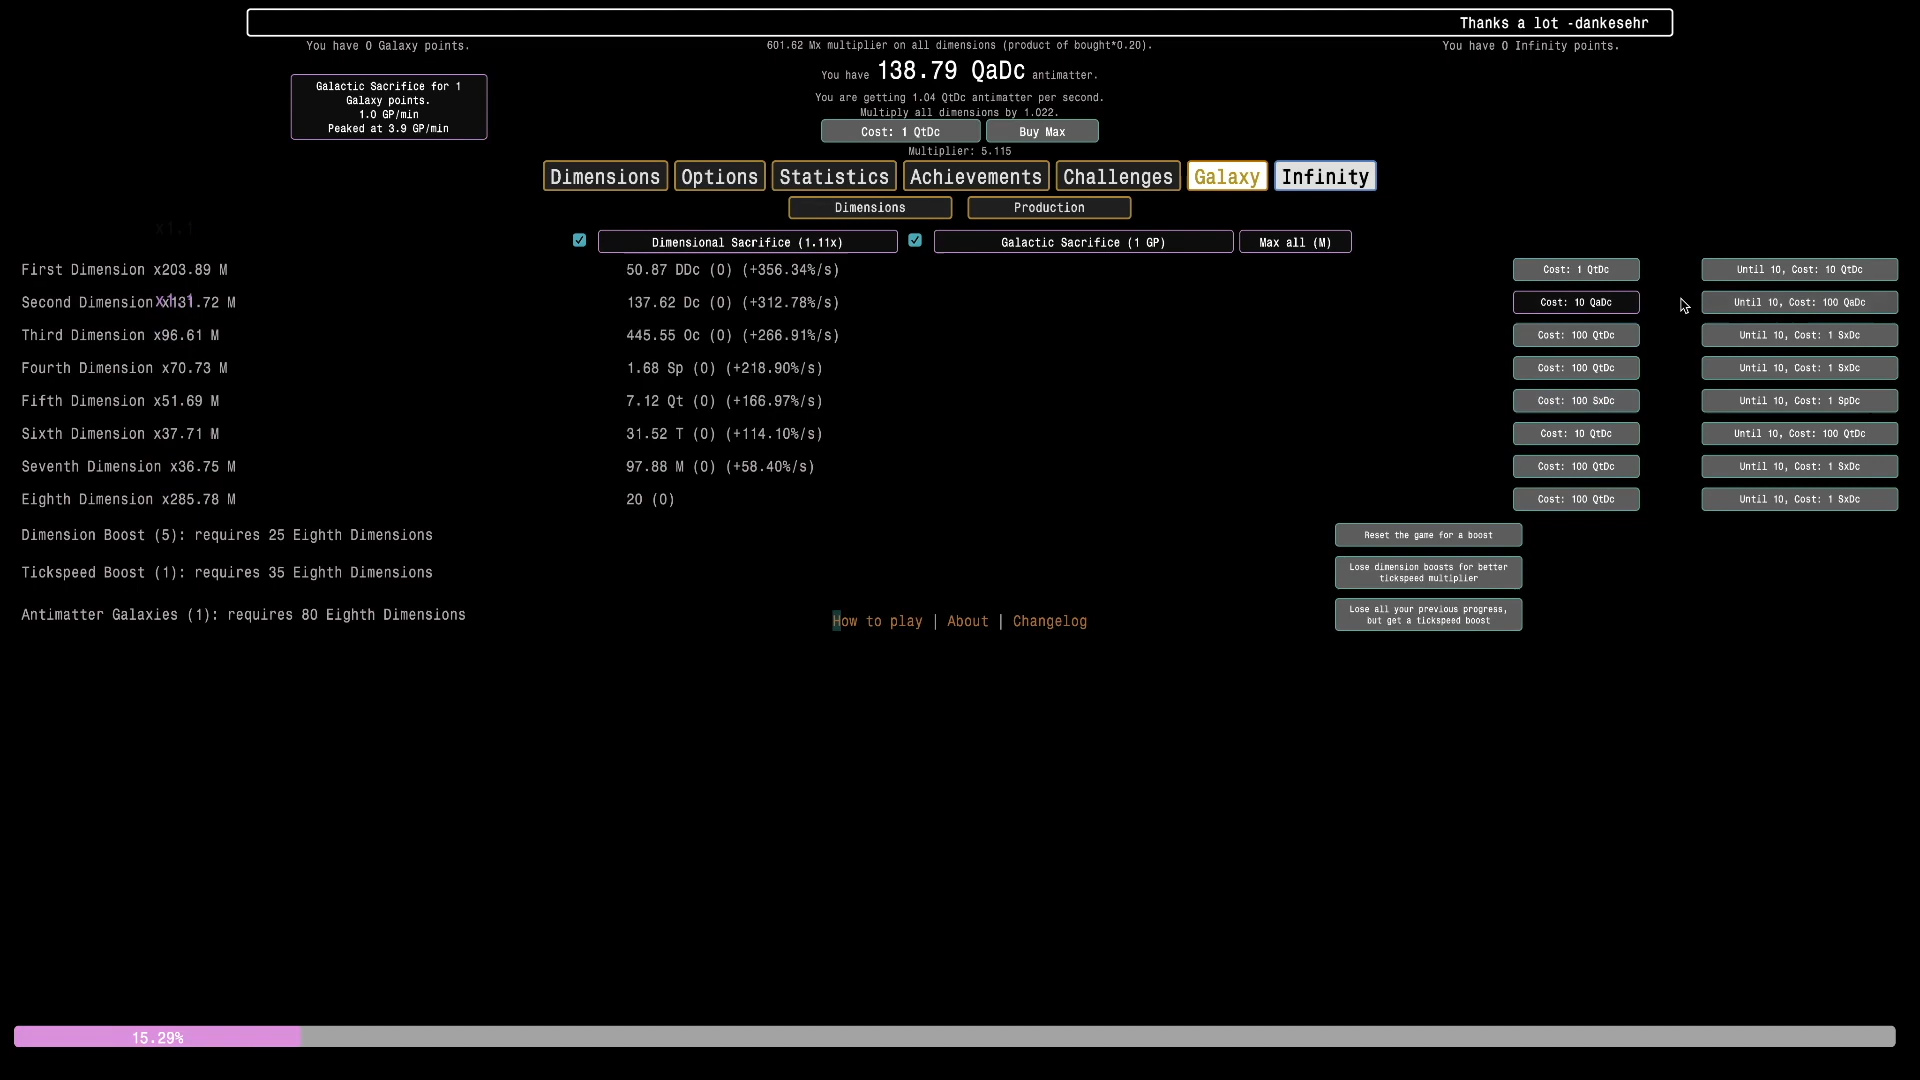 Thanks a lot -dankesehr
You have 0 Galaxy points.
601.62 Mx multiplier on all dimensions (product of bought*0.20).
You have 0 Infinity points.
You have 138.79 QaDc antimatter.
Galactic Sacrifice for 1
Galaxy points.
1.0 GP/min
Peaked at 3.9 GP/min
You are getting 1.04 QtDc antimatter per second.
Multiply all dimensions by 1.022.
Cost: 1 QtDc
Buy Max
Multiplier: 5.115
Dimensions
Options
Statistics
Achievements
Challenges
Galaxy
Infinity
Dimensions
Production
x1.1
Dimensional Sacrifice (1.11x)
Galactic Sacrifice (1 GP)
Max all (M)
First Dimension x203.89 M
50.87 DDc (0) (+356.34%/s)
Cost: 1 QtDc
Until 10, Cost: 10 QtDc
Second Dimension x131.72 M
x1.1
137.62 Dc (0) (+312.78%/s)
Cost: 10 QaDc
Until 10, Cost: 100 QaDc
Third Dimension x96.61 M
445.55 Oc (0) (+266.91%/s)
Cost: 100 QtDc
Until 10, Cost: 1 SxDc
Fourth Dimension x70.73 M
1.68 Sp (0) (+218.90%/s)
Cost: 100 QtDc
Until 10, Cost: 1 SxDc
Fifth Dimension x51.69 M
7.12 Qt (0) (+166.97%/s)
Cost: 100 SxDc
Until 10, Cost: 1 SpDc
Sixth Dimension x37.71 M
31.52 T (0) (+114.10%/s)
Cost: 10 QtDc
Until 10, Cost: 100 QtDc
Seventh Dimension x36.75 M
97.88 M (0) (+58.40%/s)
Cost: 100 QtDc
Until 10, Cost: 1 SxDc
Eighth Dimension x285.78 M
20 (0)
Cost: 100 QtDc
Until 10, Cost: 1 SxDc
Dimension Boost (5): requires 25 Eighth Dimensions
Reset the game for a boost
Tickspeed Boost (1): requires 35 Eighth Dimensions
Lose dimension boosts for better
tickspeed multiplier
Antimatter Galaxies (1): requires 80 Eighth Dimensions
Lose all your previous progress,
but get a tickspeed boost
How to play | About | Changelog
15.29%